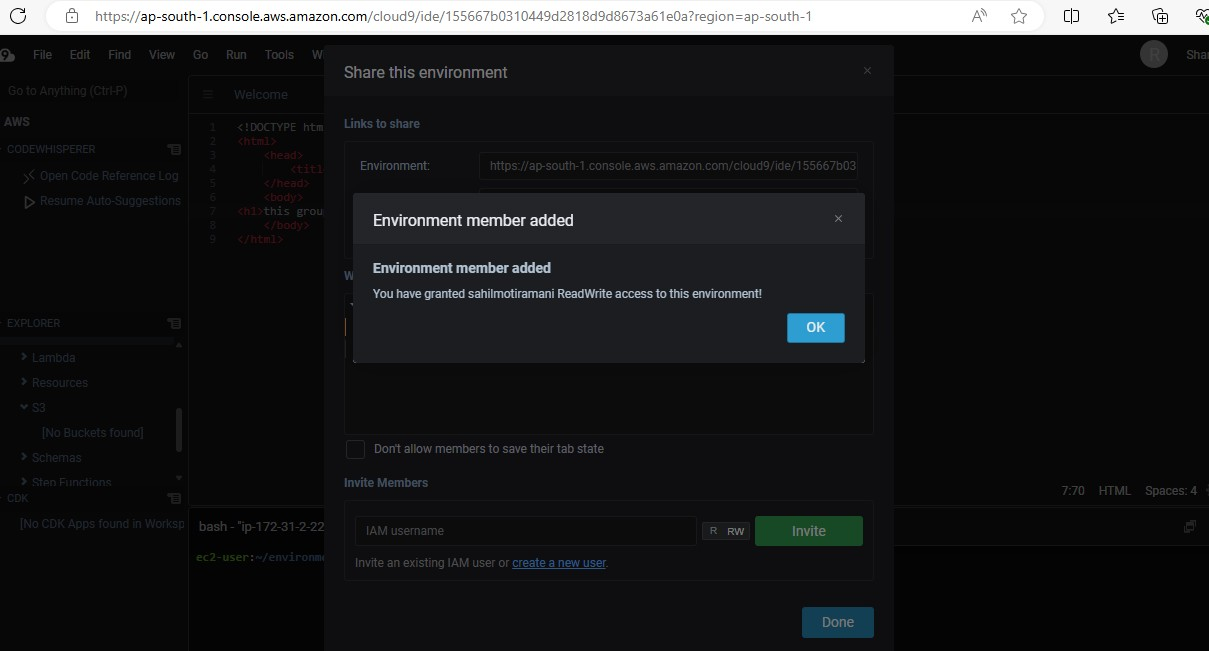 https://ap-south-1.console.aws.amazon.com/cloud9/ide/155667b0310449d2818d9d8673a61e0a?region=ap-south-1
File Edit Find View Go Run Tools W
R Shar
Share this environment
Go to Anything (Ctrl-P)
Welcome
AWS
CODEWHISPERER
Open Code Reference Log
Resume Auto-Suggestions
1 <!DOCTYPE htm
2 <html>
3 <head>
4 <titl
5 </head>
6 <body>
7 <h1>this grou
8 </body>
9 </html>
Links to share
Environment: https://ap-south-1.console.aws.amazon.com/cloud9/ide/155667b03
Environment member added
Environment member added
You have granted sahilmotiramani ReadWrite access to this environment!
OK
W
EXPLORER
Lambda
Resources
S3
[No Buckets found]
Schemas
Step Functions
CDK
[No CDK Apps found in Worksp
Don't allow members to save their tab state
Invite Members
IAM username R RW Invite
Invite an existing IAM user or create a new user.
Done
7:70 HTML Spaces: 4
bash - "ip-172-31-2-22
ec2-user:~/environme